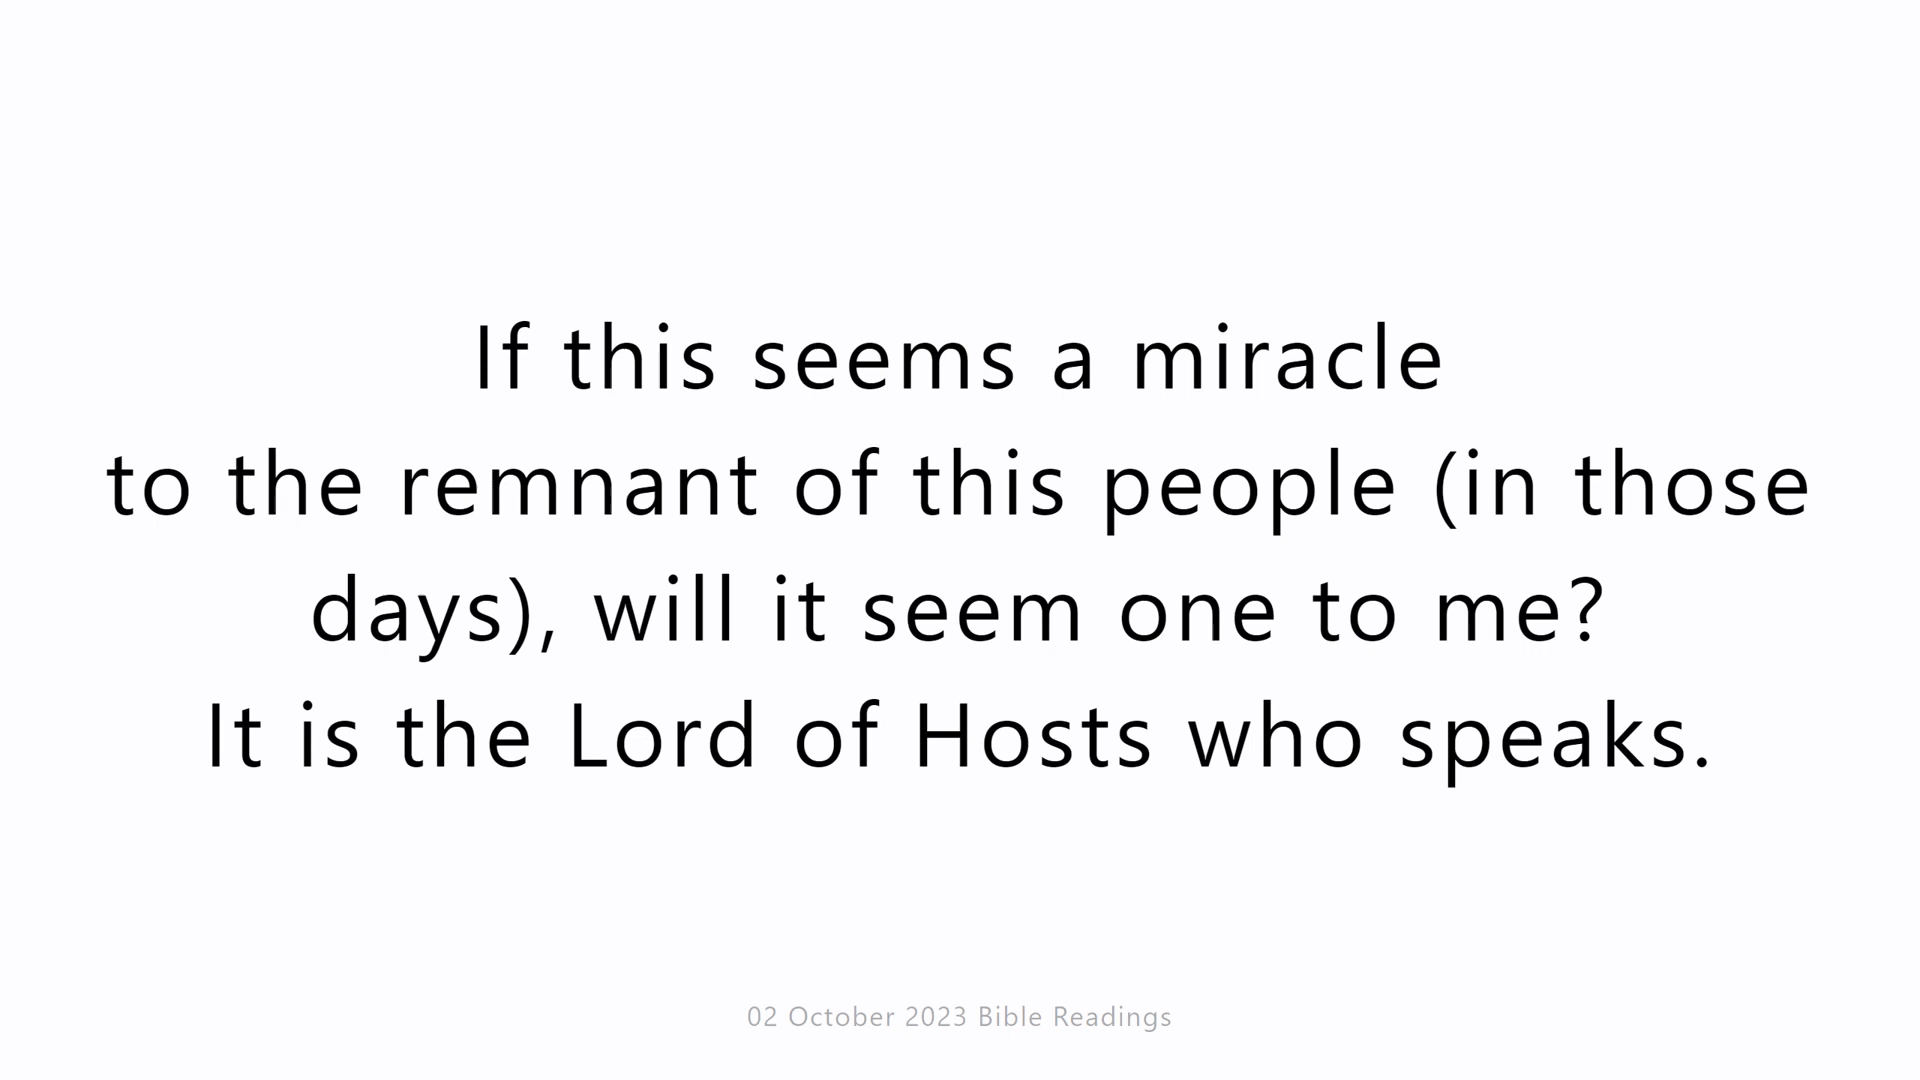 If this seems a miracle
to the remnant of this people (in those
days), will it seem one to me?
It is the Lord of Hosts who speaks.
02 October 2023 Bible Readings